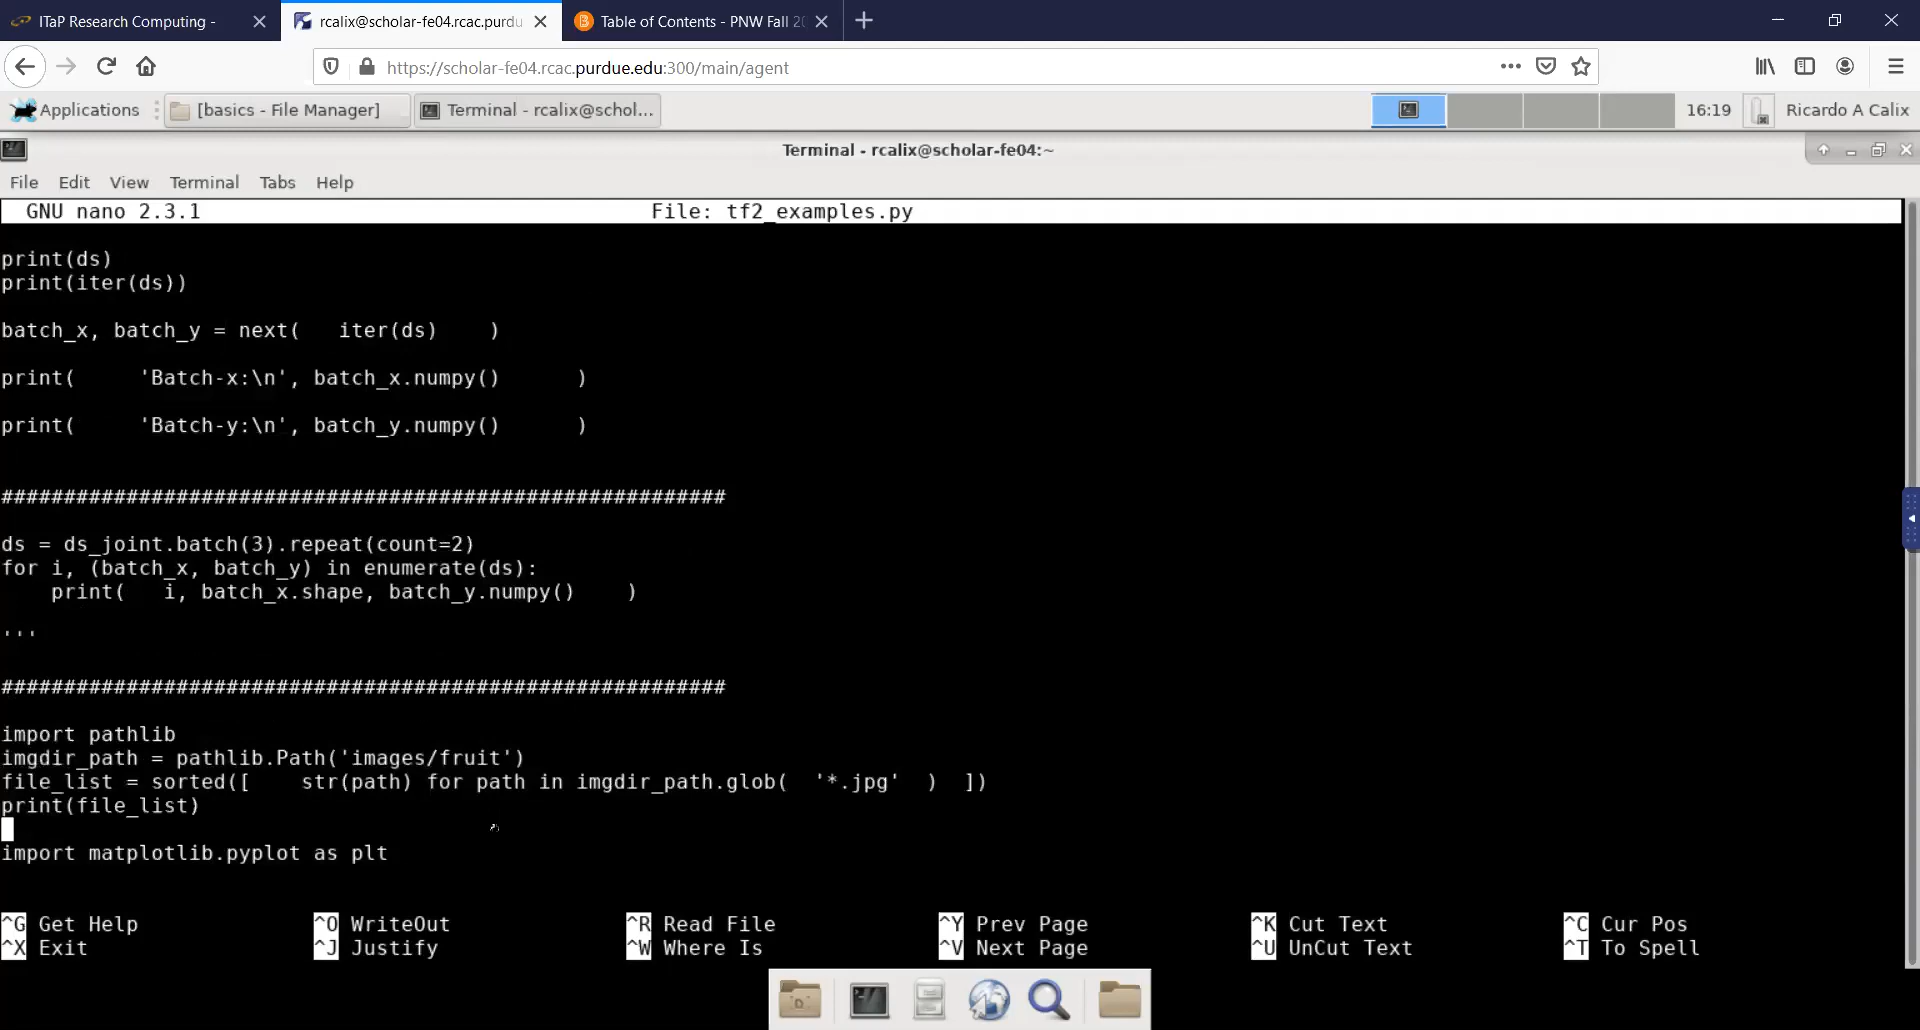 ITaP Research Computing -
rcalix@scholar-fe04.rcac.purdu
Table of Contents - PNW Fall 20
https://scholar-fe04.rcac.purdue.edu:300/main/agent
Applications
[basics - File Manager]
Terminal - rcalix@schol...
16:19
Ricardo A Calix
Terminal - rcalix@scholar-fe04:~
File Edit View Terminal Tabs Help
GNU nano 2.3.1 File: tf2_examples.py
print(ds)
print(iter(ds))
batch_x, batch_y = next(   iter(ds)    )
print(     'Batch-x:\n', batch_x.numpy()      )
print(     'Batch-y:\n', batch_y.numpy()      )
##########################################################
ds = ds_joint.batch(3).repeat(count=2)
for i, (batch_x, batch_y) in enumerate(ds):
    print(   i, batch_x.shape, batch_y.numpy()    )
'''
##########################################################
import pathlib
imgdir_path = pathlib.Path('images/fruit')
file_list = sorted([    str(path) for path in imgdir_path.glob(  '*.jpg'  )  ])
print(file_list)
import matplotlib.pyplot as plt
^G Get Help ^O WriteOut ^R Read File ^Y Prev Page ^K Cut Text ^C Cur Pos
^X Exit ^J Justify ^W Where Is ^V Next Page ^U UnCut Text ^T To Spell